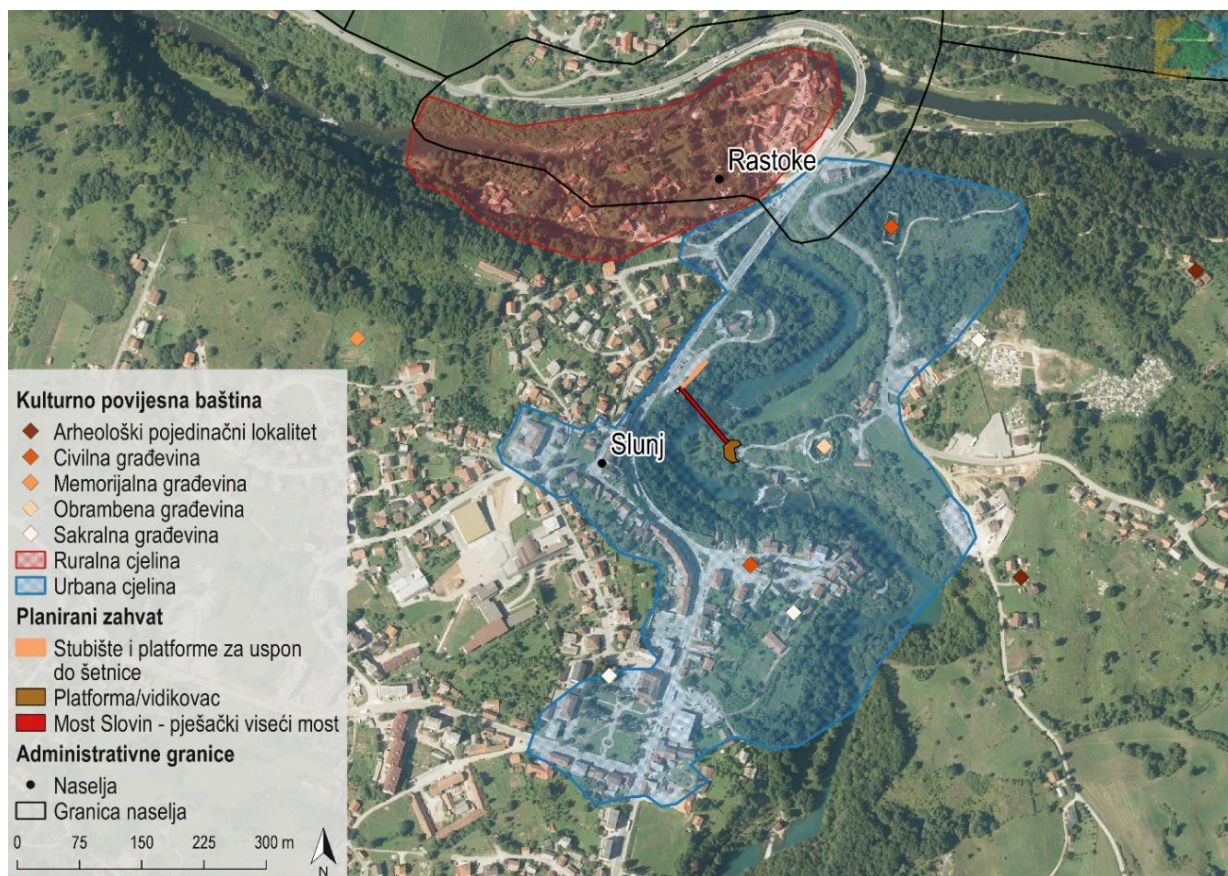 Rastoke
Slunj
Kulturno povijesna baština
Arheološki pojedinačni lokalitet
Civilna građevina
Memorijalna građevina
Obrambena građevina
Sakralna građevina
Ruralna cjelina
Urbana cjelina
Planirani zahvat
Stubište i platforme za uspon
do šetnice
Platforma/vidikovac
Most Slovin - pješački viseći most
Administrativne granice
Naselja
Granica naselja
0 75 150 225 300 m
N